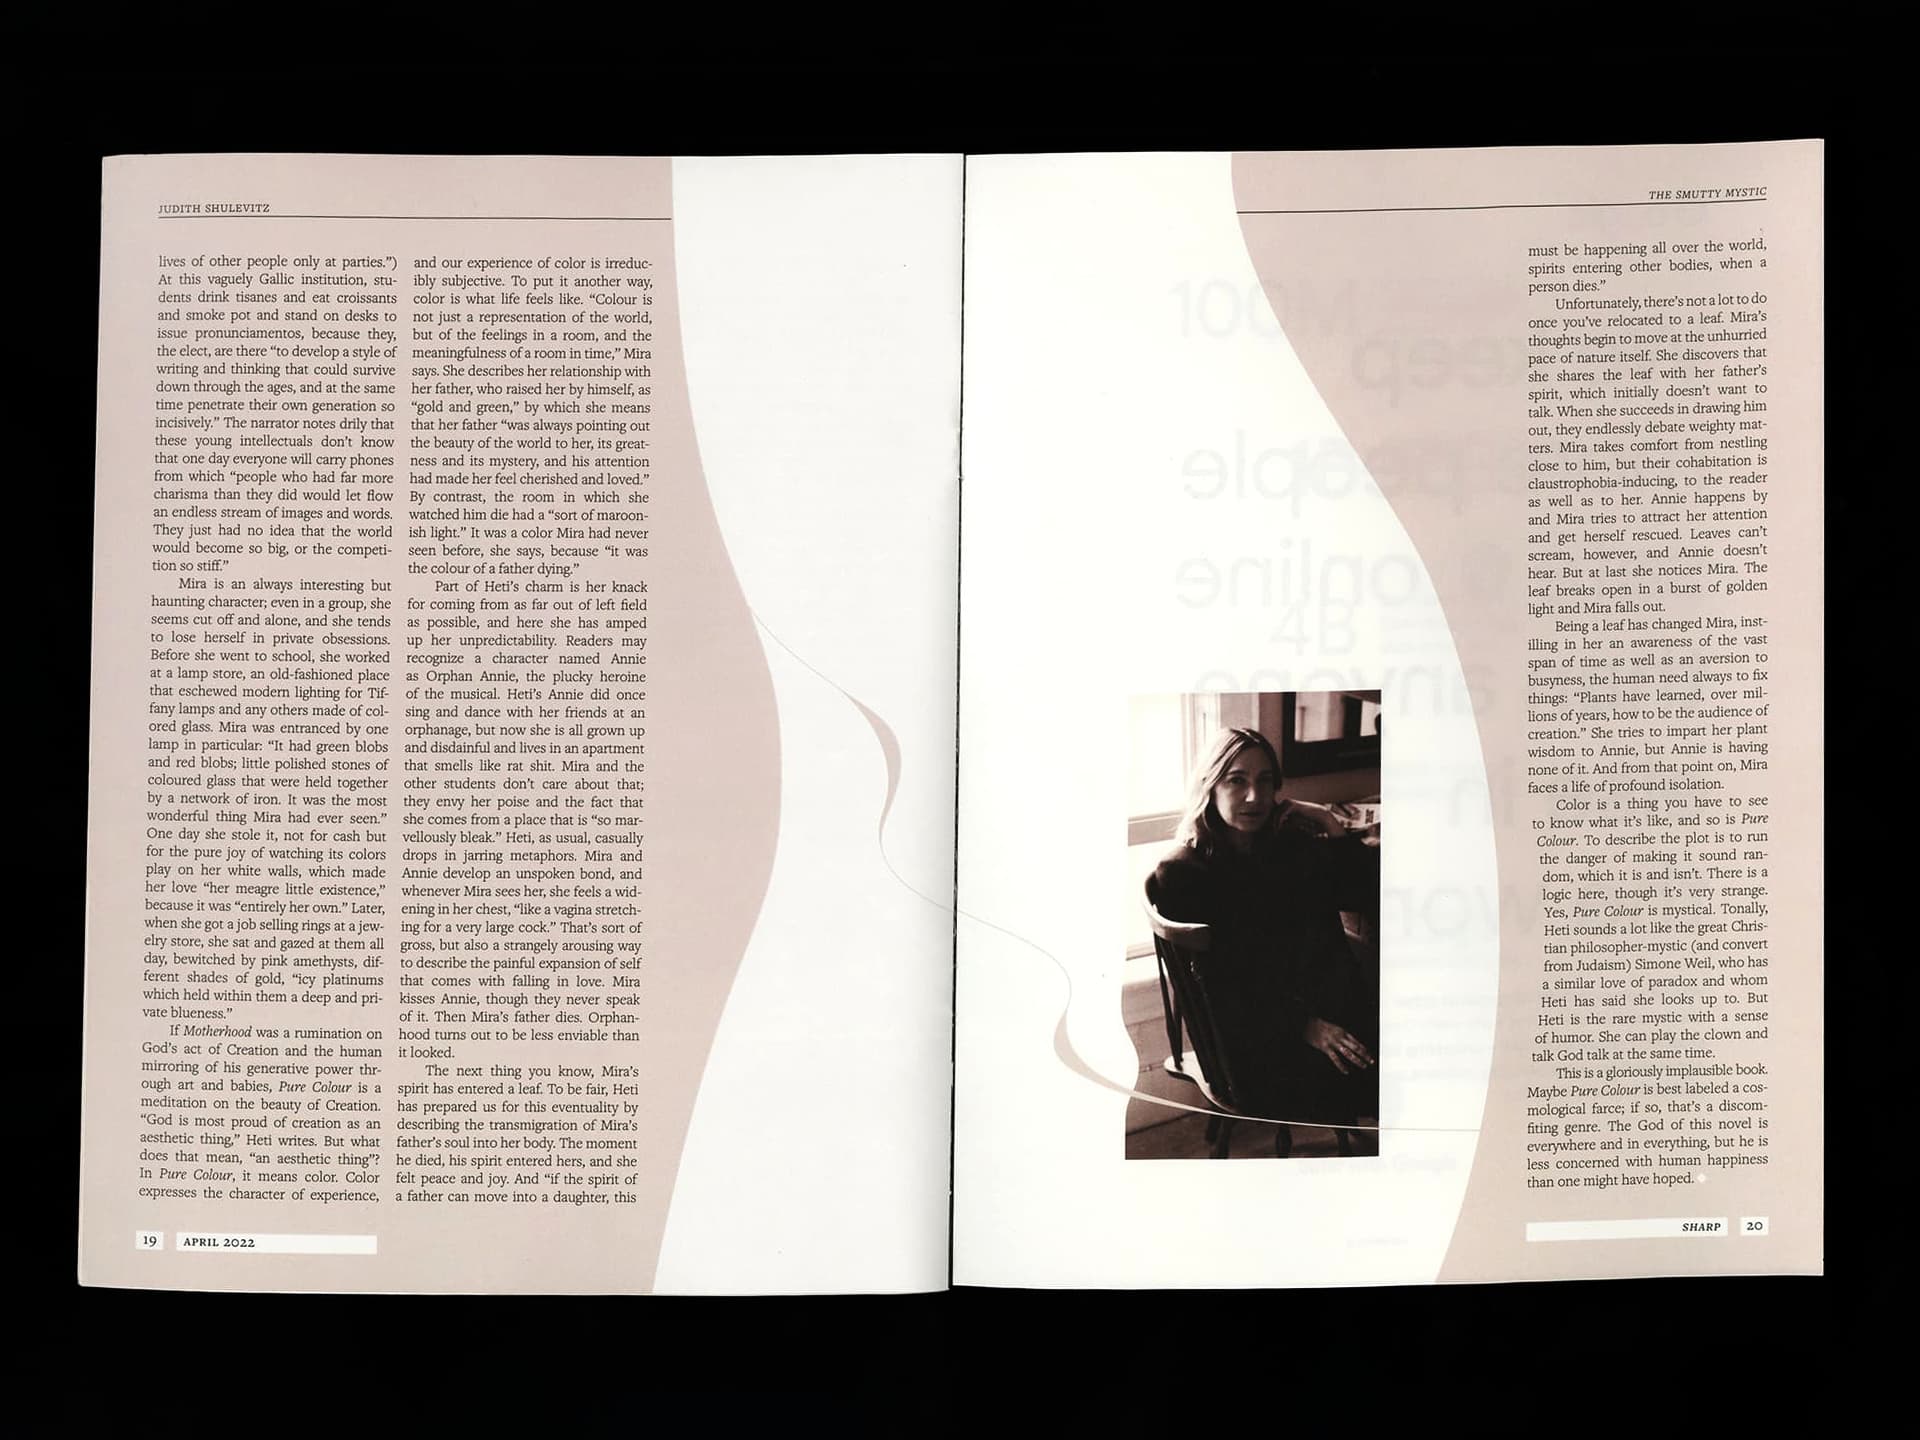 JUDITH SHULEVITZ
lives of other people only at parties.”)
At this vaguely Gallic institution, stu-
dents drink tisanes and eat croissants
and smoke pot and stand on desks to
issue pronunciamentos, because they,
the elect, are there “to develop a style of
writing and thinking that could survive
down through the ages, and at the same
time penetrate their own generation so
incisively.” The narrator notes drily that
these young intellectuals don’t know
that one day everyone will carry phones
from which “people who had far more
charisma than they did would let flow
an endless stream of images and words.
They just had no idea that the world
would become so big, or the competi-
tion so stiff.”
Mira is an always interesting but
haunting character; even in a group, she
seems cut off and alone, and she tends
to lose herself in private obsessions.
Before she went to school, she worked
at a lamp store, an old-fashioned place
that eschewed modern lighting for Tif-
fany lamps and any others made of col-
ored glass. Mira was entranced by one
lamp in particular: “It had green blobs
and red blobs; little polished stones of
coloured glass that were held together
by a network of iron. It was the most
wonderful thing Mira had ever seen.”
One day she stole it, not for cash but
for the pure joy of watching its colors
play on her white walls, which made
her love “her meagre little existence,”
because it was “entirely her own.” Later,
when she got a job selling rings at a jew-
elry store, she sat and gazed at them all
day, bewitched by pink amethysts, dif-
ferent shades of gold, “icy platinums
which held within them a deep and pri-
vate blueness.”
If Motherhood was a rumination on
God’s act of Creation and the human
mirroring of his generative power thr-
ough art and babies, Pure Colour is a
meditation on the beauty of Creation.
“God is most proud of creation as an
aesthetic thing,” Heti writes. But what
does that mean, “an aesthetic thing”?
In Pure Colour, it means color. Color
expresses the character of experience,
and our experience of color is irreduc-
ibly subjective. To put it another way,
color is what life feels like. “Colour is
not just a representation of the world,
but of the feelings in a room, and the
meaningfulness of a room in time,” Mira
says. She describes her relationship with
her father, who raised her by himself, as
“gold and green,” by which she means
that her father “was always pointing out
the beauty of the world to her, its great-
ness and its mystery, and his attention
had made her feel cherished and loved.”
By contrast, the room in which she
watched him die had a “sort of maroon-
ish light.” It was a color Mira had never
seen before, she says, because “it was
the colour of a father dying.”
Part of Heti’s charm is her knack
for coming from as far out of left field
as possible, and here she has amped
up her unpredictability. Readers may
recognize a character named Annie
as Orphan Annie, the plucky heroine
of the musical. Heti’s Annie did once
sing and dance with her friends at an
orphanage, but now she is all grown up
and disdainful and lives in an apartment
that smells like rat shit. Mira and the
other students don’t care about that;
they envy her poise and the fact that
she comes from a place that is “so mar-
vellously bleak.” Heti, as usual, casually
drops in jarring metaphors. Mira and
Annie develop an unspoken bond, and
whenever Mira sees her, she feels a wid-
ening in her chest, “like a vagina stretch-
ing for a very large cock.” That’s sort of
gross, but also a strangely arousing way
to describe the painful expansion of self
that comes with falling in love. Mira
kisses Annie, though they never speak
of it. Then Mira’s father dies. Orphan-
hood turns out to be less enviable than
it looked.
The next thing you know, Mira’s
spirit has entered a leaf. To be fair, Heti
has prepared us for this eventuality by
describing the transmigration of Mira’s
father’s soul into her body. The moment
he died, his spirit entered hers, and she
felt peace and joy. And “if the spirit of
a father can move into a daughter, this
19 APRIL 2022
THE SMUTTY MYSTIC
must be happening all over the world,
spirits entering other bodies, when a
person dies.”
Unfortunately, there’s not a lot to do
once you’ve relocated to a leaf. Mira’s
thoughts begin to move at the unhurried
pace of nature itself. She discovers that
she shares the leaf with her father’s
spirit, which initially doesn’t want to
talk. When she succeeds in drawing him
out, they endlessly debate weighty mat-
ters. Mira takes comfort from nestling
close to him, but their cohabitation is
claustrophobia-inducing, to the reader
as well as to her. Annie happens by
and Mira tries to attract her attention
and get herself rescued. Leaves can’t
scream, however, and Annie doesn’t
hear. But at last she notices Mira. The
leaf breaks open in a burst of golden
light and Mira falls out.
Being a leaf has changed Mira, inst-
illing in her an awareness of the vast
span of time as well as an aversion to
busyness, the human need always to fix
things: “Plants have learned, over mil-
lions of years, how to be the audience of
creation.” She tries to impart her plant
wisdom to Annie, but Annie is having
none of it. And from that point on, Mira
faces a life of profound isolation.
Color is a thing you have to see
to know what it’s like, and so is Pure
Colour. To describe the plot is to run
the danger of making it sound ran-
dom, which it is and isn’t. There is a
logic here, though it’s very strange.
Yes, Pure Colour is mystical. Tonally,
Heti sounds a lot like the great Chris-
tian philosopher-mystic (and convert
from Judaism) Simone Weil, who has
a similar love of paradox and whom
Heti has said she looks up to. But
Heti is the rare mystic with a sense
of humor. She can play the clown and
talk God talk at the same time.
This is a gloriously implausible book.
Maybe Pure Colour is best labeled a cos-
mological farce; if so, that’s a discom-
fiting genre. The God of this novel is
everywhere and in everything, but he is
less concerned with human happiness
than one might have hoped.
SHARP 20